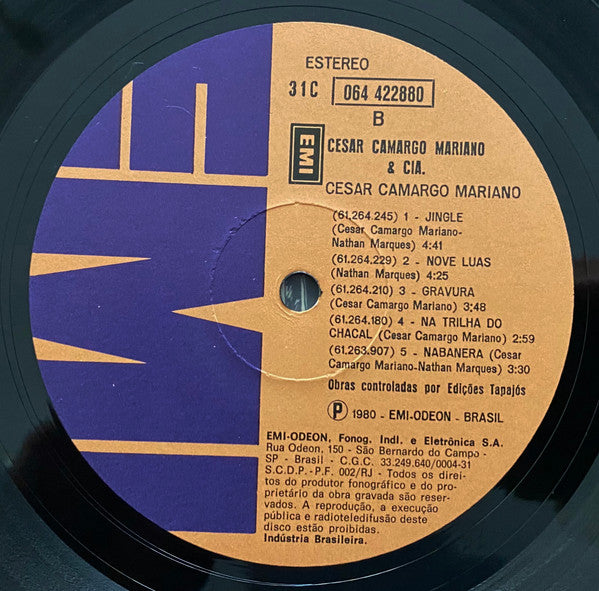 ESTEREO
31C 064 422880
B
EMI
CESAR CAMARGO MARIANO
& CIA.
CESAR CAMARGO MARIANO
(61.264.245) 1 - JINGLE
(Cesar Camargo Mariano-
Nathan Marques) 4:41
(61.264.229) 2 - NOVE LUAS
(Nathan Marques) 4:25
(61.264.210) 3 - GRAVURA
(Cesar Camargo Mariano) 3:48
(61.264.180) 4 - NA TRILHA DO
CHACAL (Cesar Camargo Mariano) 2:59
(61.263.907) 5 - NABANERA (Cesar
Camargo Mariano-Nathan Marques) 3:30
Obras controladas por Edições Tapajós
Ⓟ 1980 - EMI-ODEON - BRASIL
EMI-ODEON, Fonog. Indl. e Eletrônica S.A.
Rua Odeon, 150 - São Bernardo do Campo -
SP - Brasil - C.G.C. 33.249.640/0004-31
S.C.D.P.-P.F. 002/RJ - Todos os direi-
tos do produtor fonográfico e do pro-
prietário da obra gravada são reser-
vados. A reprodução, a execução
pública e radioteledifusão deste
disco estão proibidas.
Indústria Brasileira.